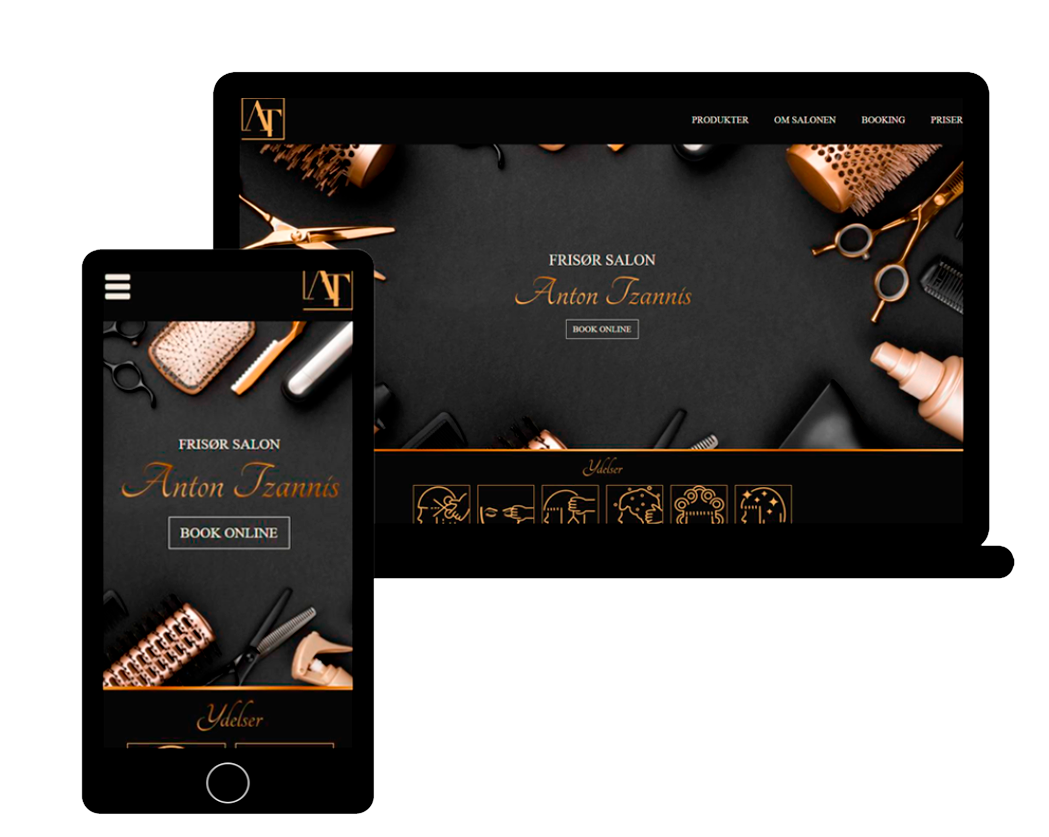 AT
PRODUKTER OM SALONEN BOOKING PRISER
FRISØR SALON
Anton Tzannis
BOOK ONLINE
Ydelser
AT
FRISØR SALON
Anton Tzannis
BOOK ONLINE
Ydelser